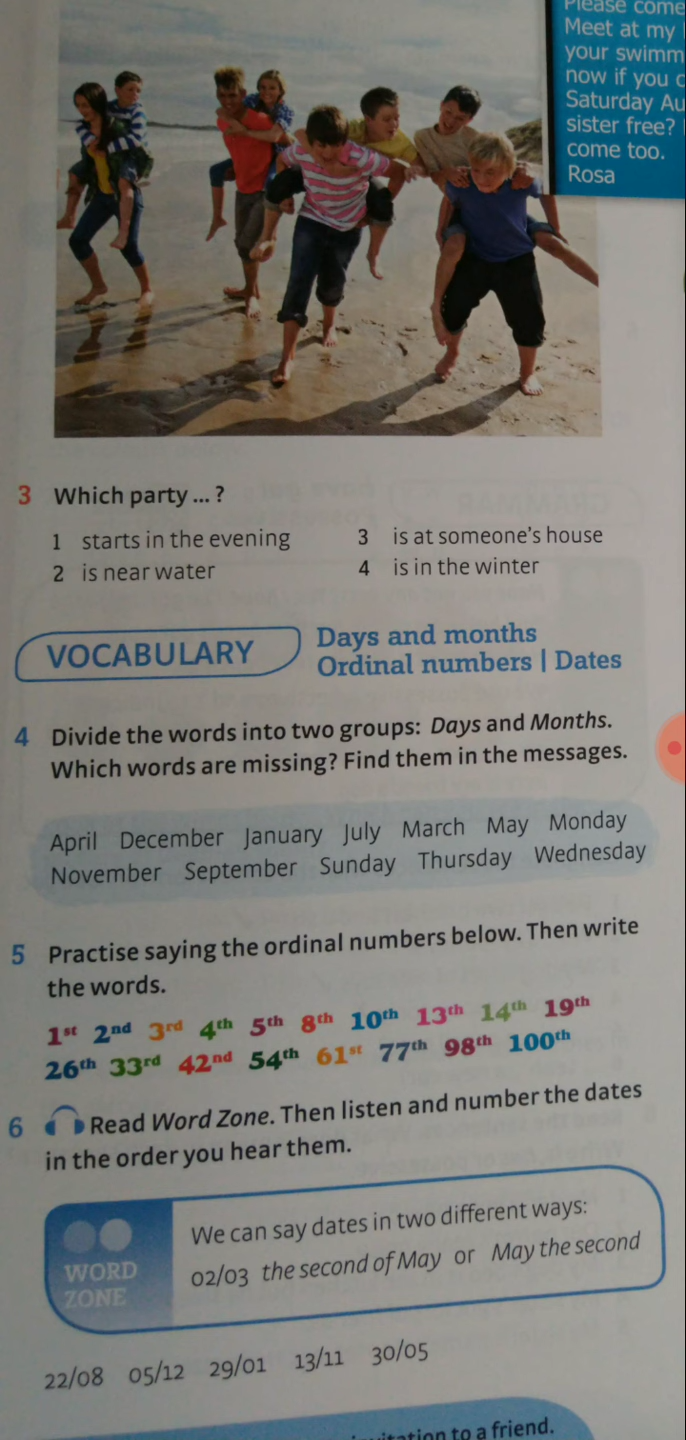 Please come
Meet at my
your swimm
now if you c
Saturday Au
sister free?
come too.
Rosa
3 Which party ... ?
1 starts in the evening
2 is near water
3 is at someone's house
4 is in the winter
VOCABULARY
Days and months
Ordinal numbers | Dates
4 Divide the words into two groups: Days and Months.
Which words are missing? Find them in the messages.
April December January July March May Monday
November September Sunday Thursday Wednesday
5 Practise saying the ordinal numbers below. Then write
the words.
1st 2nd 3rd 4th 5th 8th 10th 13th 14th 19th
26th 33rd 42nd 54th 61st 77th 98th 100th
6 Read Word Zone. Then listen and number the dates
in the order you hear them.
WORD
ZONE
We can say dates in two different ways:
02/03 the second of May or May the second
22/08 05/12 29/01 13/11 30/05
to a friend.